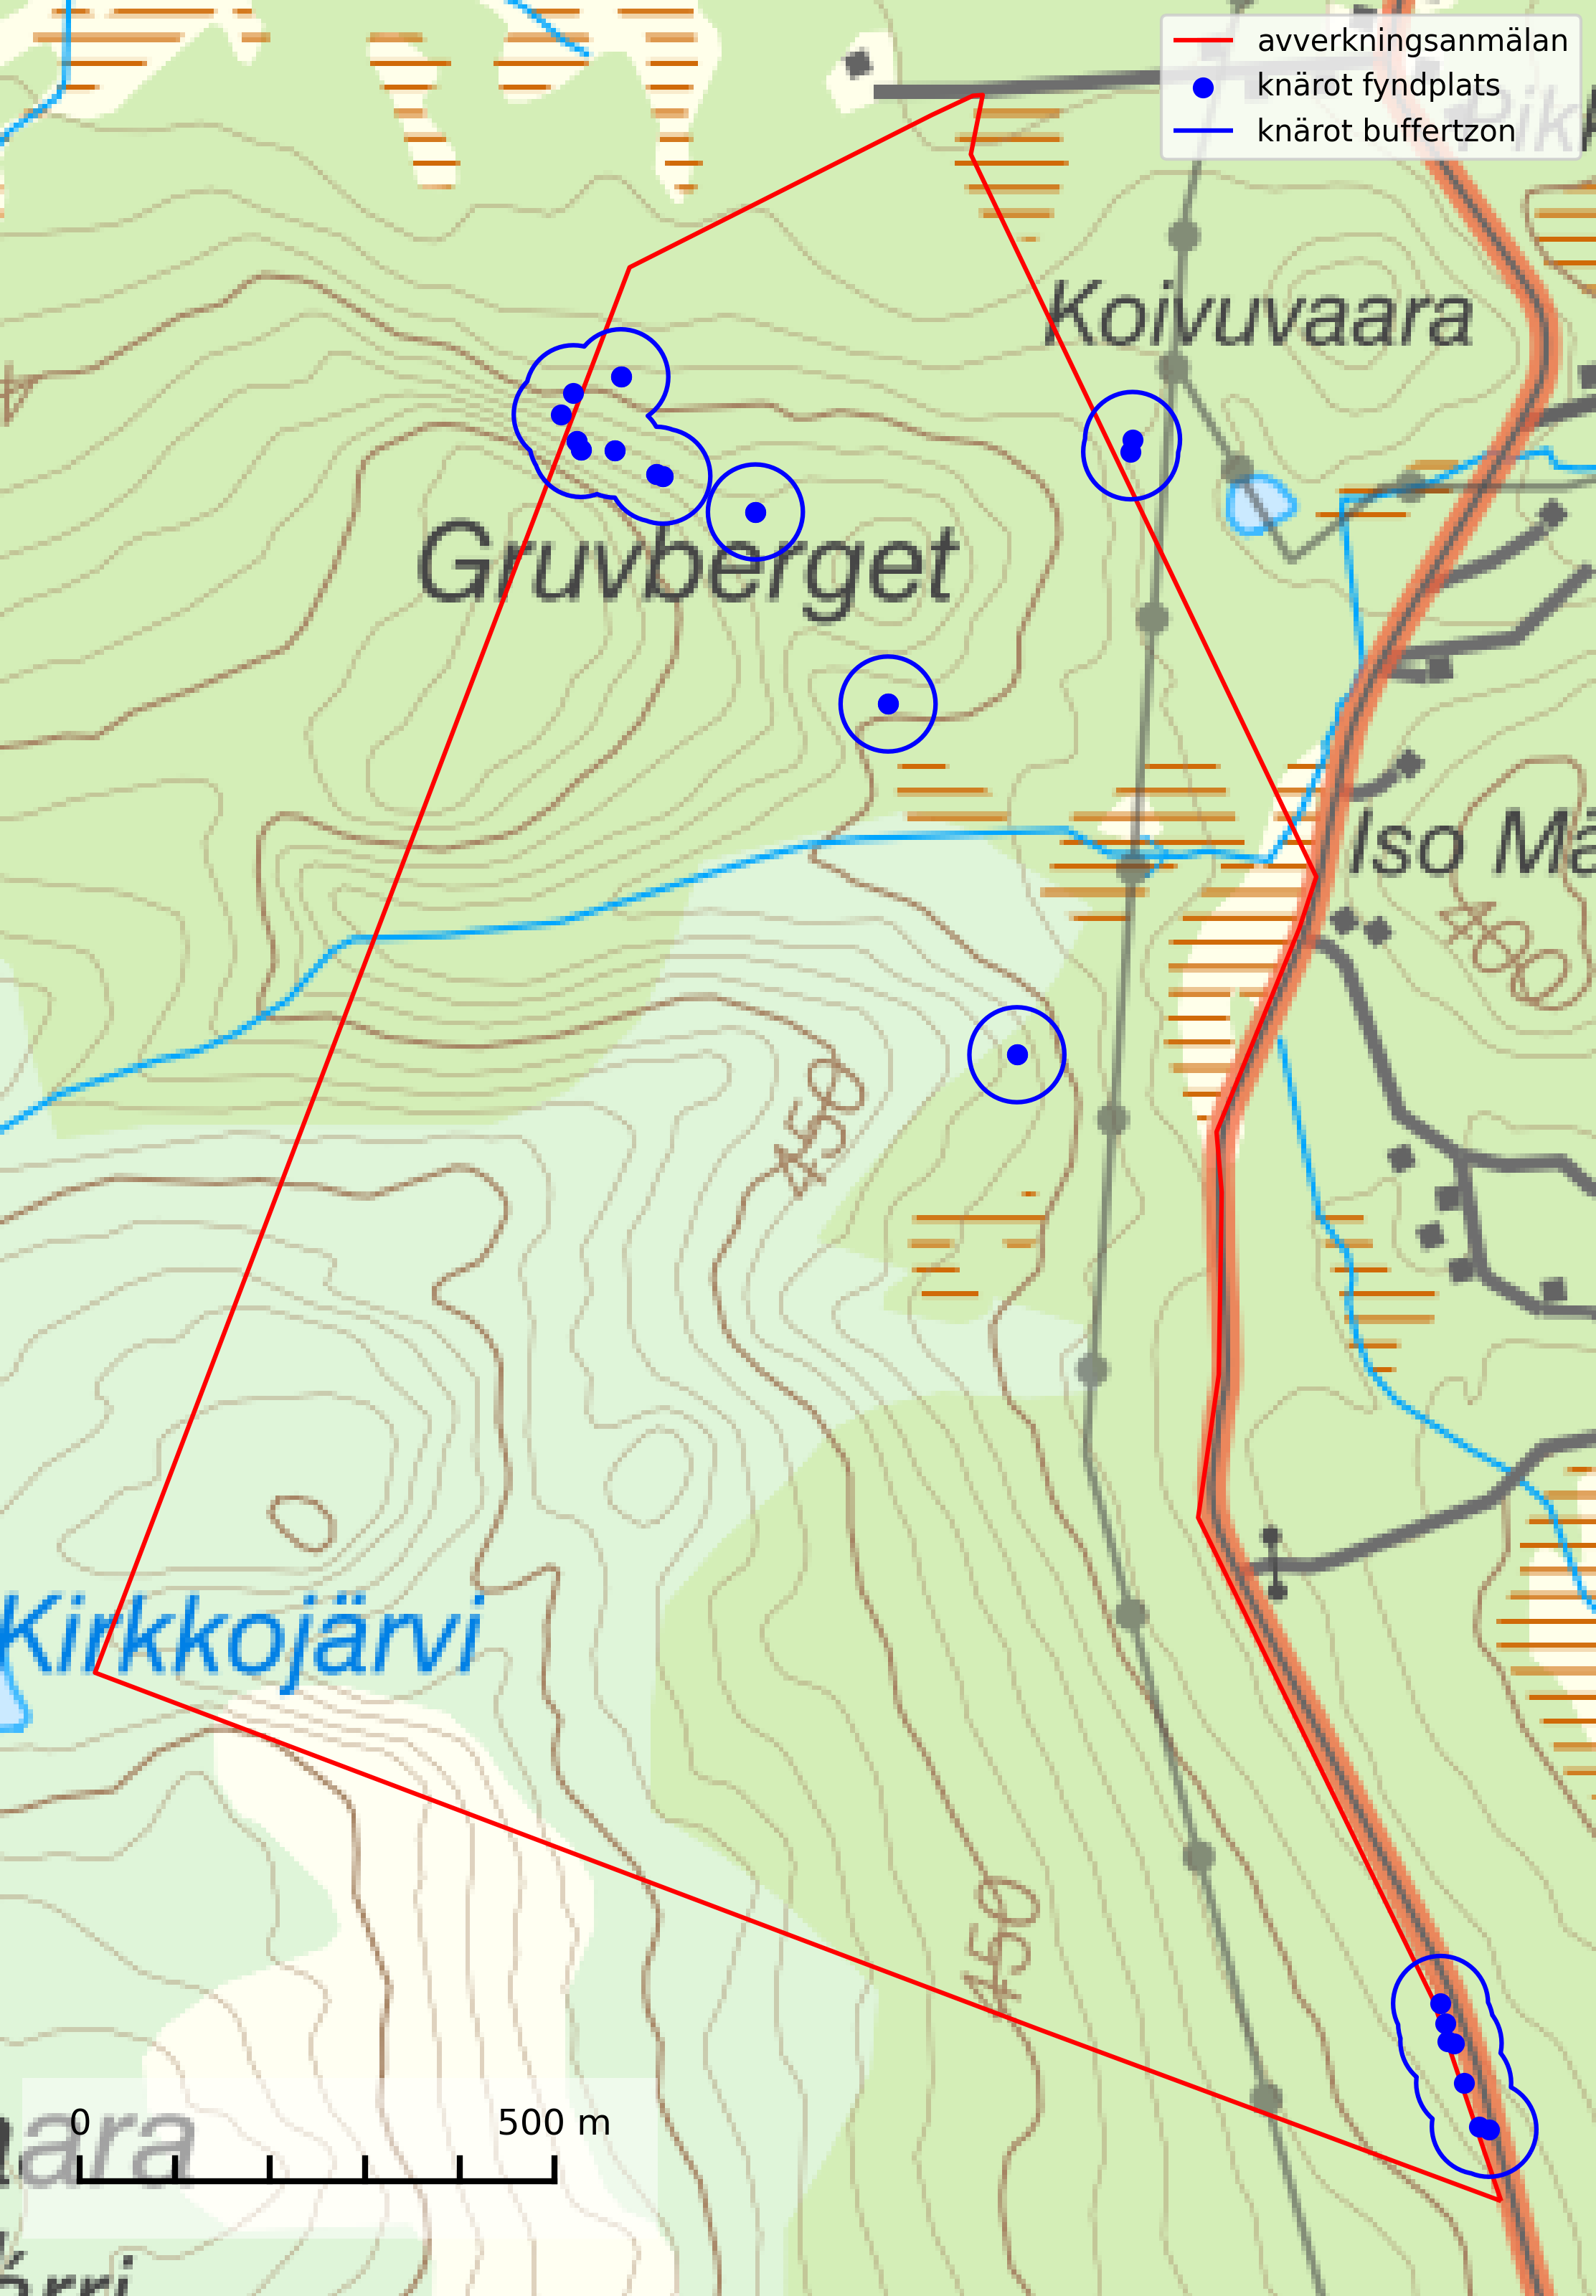 avverkningsanmälan
knärot fyndplats
knärot buffertzon
Koivuvaara
Gruvberget
Iso Mä
400
450
Kirkkojärvi
450
0 500 m